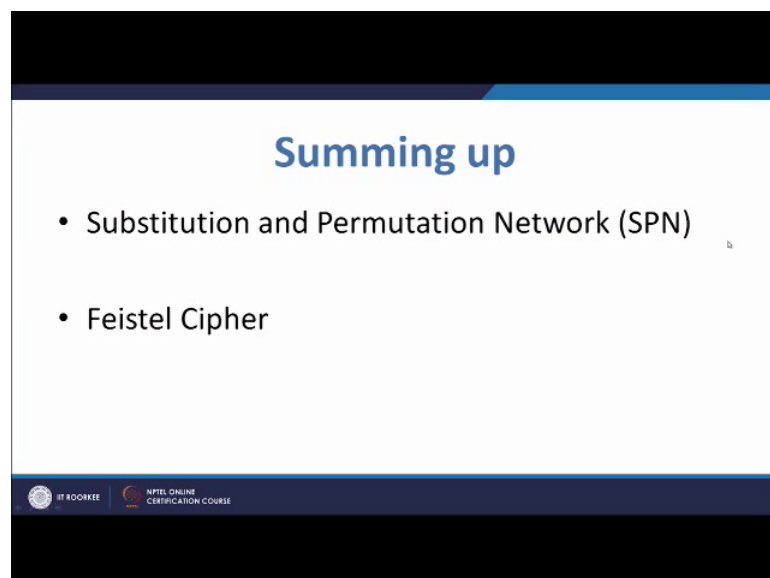 Summing up
• Substitution and Permutation Network (SPN)
• Feistel Cipher
IIT ROORKEE
NPTEL ONLINE
CERTIFICATION COURSE